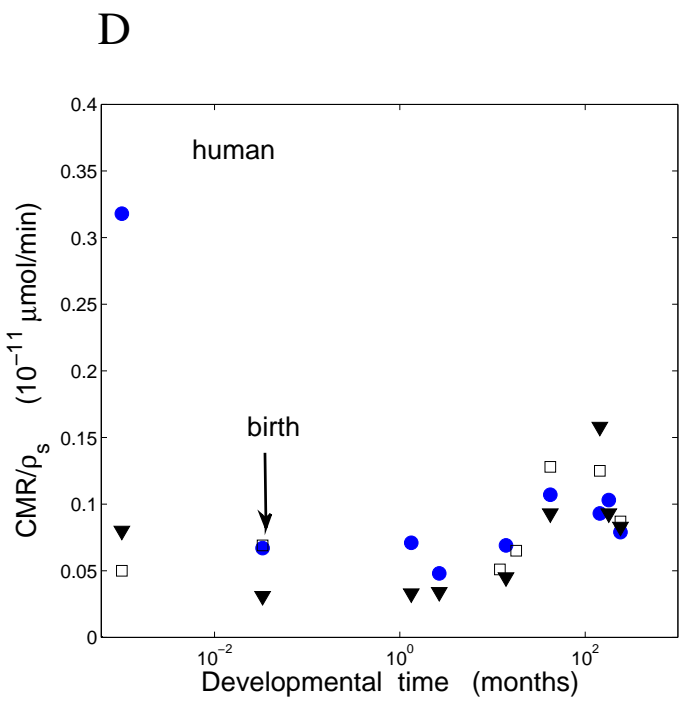 D
0.4
0.35
0.3
0.25
0.2
0.15
0.1
0.05
0
CMR/ρₛ (10⁻¹¹ μmol/min)
human
birth
10⁻² 10⁰ 10²
Developmental time (months)